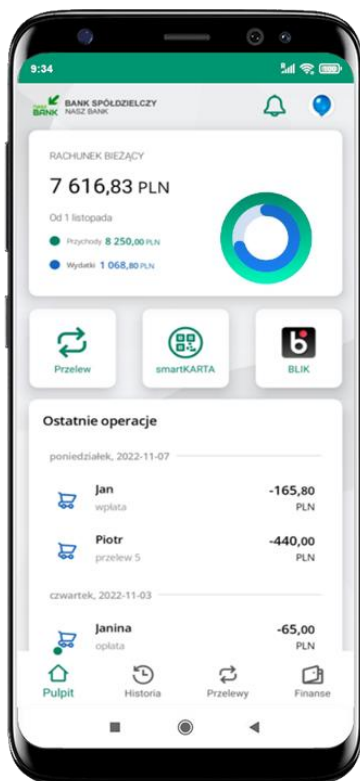 9:34
NASZ BANK
BANK SPÓŁDZIELCZY
NASZ BANK
RACHUNEK BIEŻĄCY
7 616,83 PLN
Od 1 listopada
Przychody 8 250,00 PLN
Wydatki 1 068,80 PLN
Przelew
smartKARTA
BLIK
Ostatnie operacje
poniedziałek, 2022-11-07
Jan -165,80
wpłata PLN
Piotr -440,00
przelew 5 PLN
czwartek, 2022-11-03
Janina -65,00
opłata PLN
Pulpit Historia Przelewy Finanse